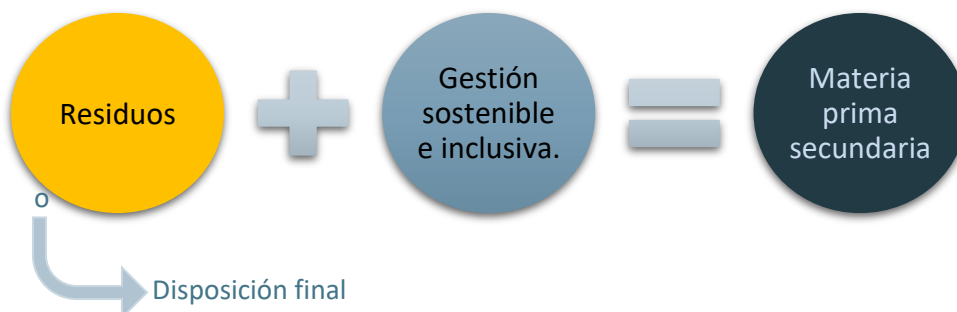 Residuos
Gestión
sostenible
e inclusiva.
Materia
prima
secundaria
o
Disposición final